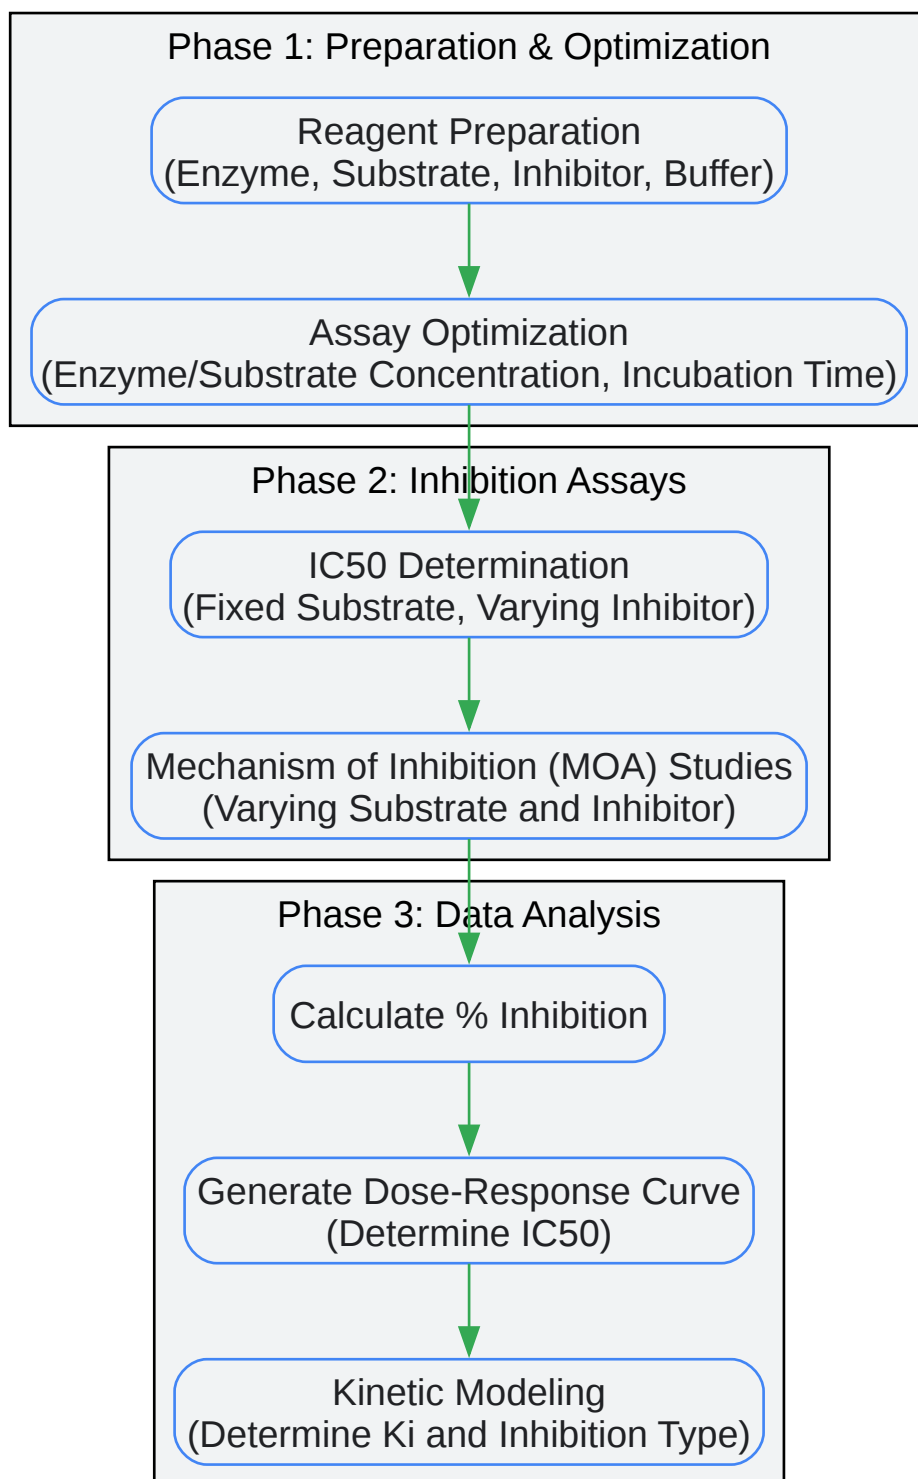 Phase 1: Preparation & Optimization
Reagent Preparation
(Enzyme, Substrate, Inhibitor, Buffer)
Assay Optimization
(Enzyme/Substrate Concentration, Incubation Time)
Phase 2: Inhibition Assays
IC50 Determination
(Fixed Substrate, Varying Inhibitor)
Mechanism of Inhibition (MOA) Studies
(Varying Substrate and Inhibitor)
Phase 3: Data Analysis
Calculate % Inhibition
Generate Dose-Response Curve
(Determine IC50)
Kinetic Modeling
(Determine Ki and Inhibition Type)